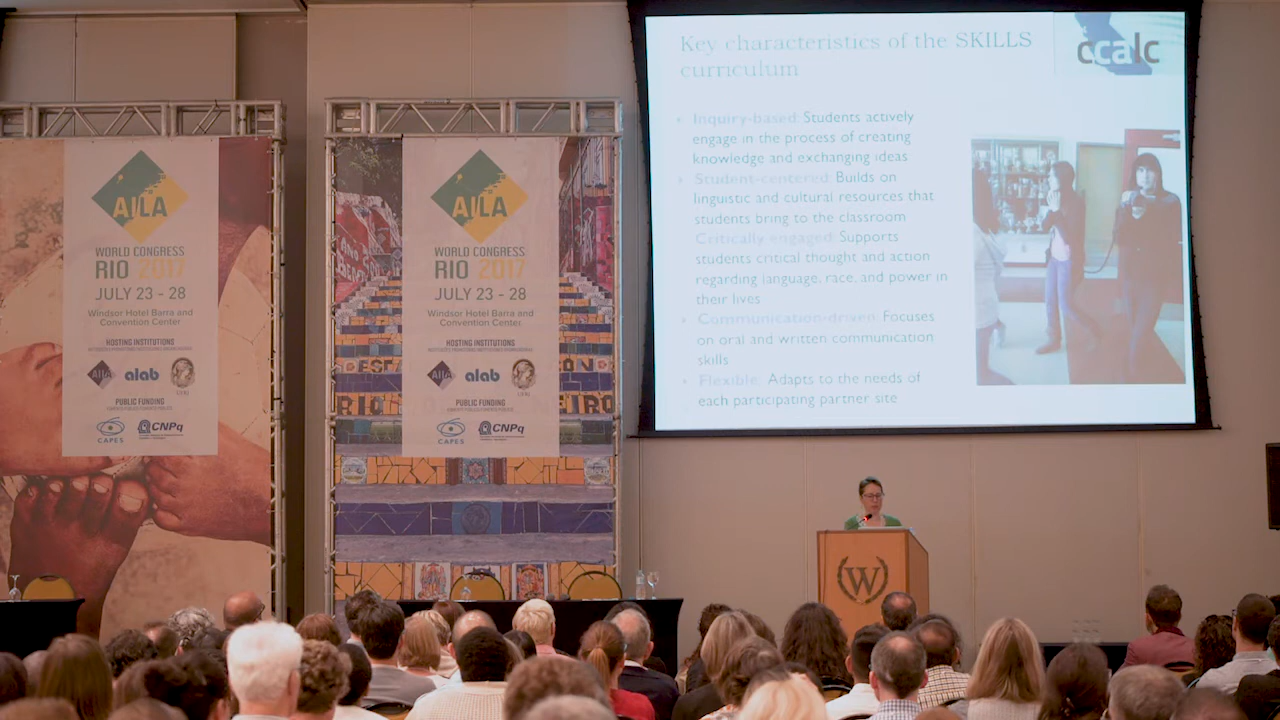 AILA
WORLD CONGRESS
RIO 2017
JULY 23 - 28
Windsor Hotel Barra and
Convention Center
HOSTING INSTITUTIONS
AILA
alab
PUBLIC FUNDING
CAPES
CNPq
AILA
WORLD CONGRESS
RIO 2017
JULY 23 - 28
Windsor Hotel Barra and
Convention Center
HOSTING INSTITUTIONS
AILA
alab
PUBLIC FUNDING
CAPES
CNPq
RIO
EIRO
Key characteristics of the SKILLS
curriculum
ccalc
• Inquiry-based: Students actively
engage in the process of creating
knowledge and exchanging ideas
• Student-centered: Builds on
linguistic and cultural resources that
students bring to the classroom
Critically engaged: Supports
students critical thought and action
regarding language, race, and power in
their lives
• Communication-driven: Focuses
on oral and written communication
skills
• Flexible: Adapts to the needs of
each participating partner site
W